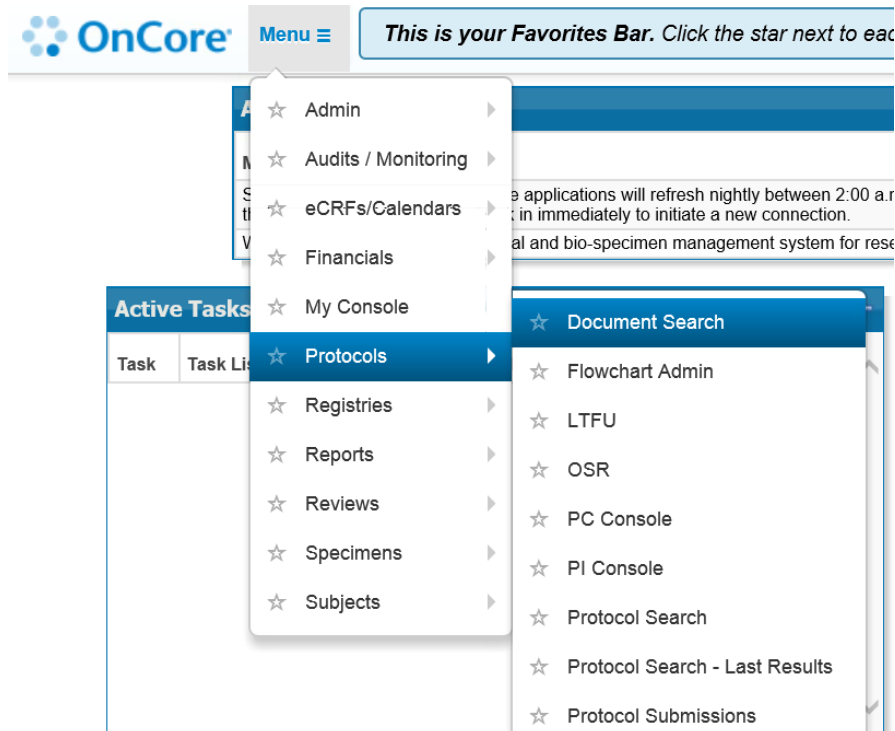 OnCore
Menu
This is your Favorites Bar. Click the star next to
Admin
Audits / Monitoring
applications will refresh nightly between 2:00
eCRFs/Calendars
in immediately to initiate a new connection.
and bio-specimen management system for
Financials
Active Tasks
My Console
Document Search
Task
Protocols
Flowchart Admin
Registries
LTFU
Reports
OSR
Reviews
PC Console
Specimens
PI Console
Subjects
Protocol Search
Protocol Search - Last Results
Protocol Submissions